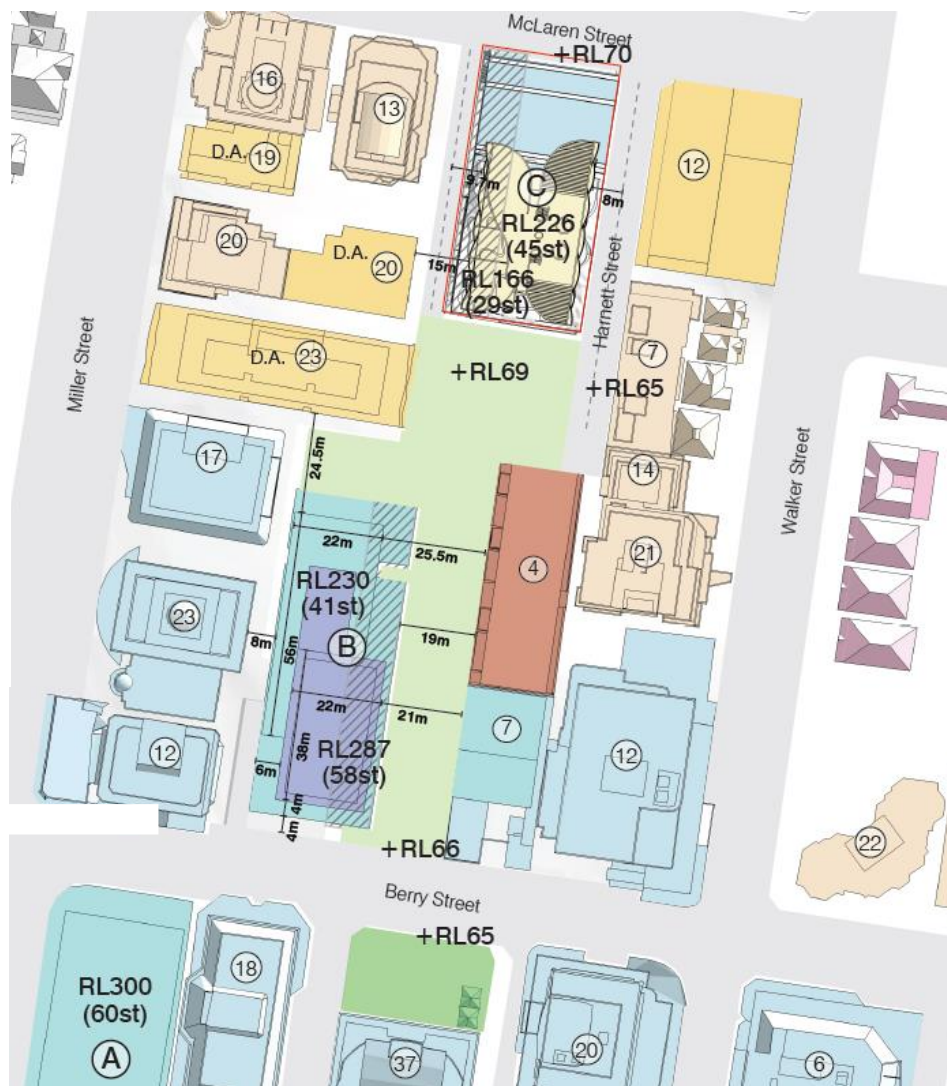 McLaren Street
+RL70
16
13
D.A. 19
12
C
9.7m
8m
RL226
(45st)
20
D.A. 20
15m
RL166
(29st)
Harnett Street
Miller Street
D.A. 23
+RL69
+RL65
7
24.5m
17
14
Walker Street
22m
25.5m
4
21
RL230
(41st)
23
8m
56m
B
19m
22m
21m
7
12
12
38m
RL287
(58st)
6m
4m
4m
22
+RL66
Berry Street
+RL65
18
RL300
(60st)
A
37
20
6